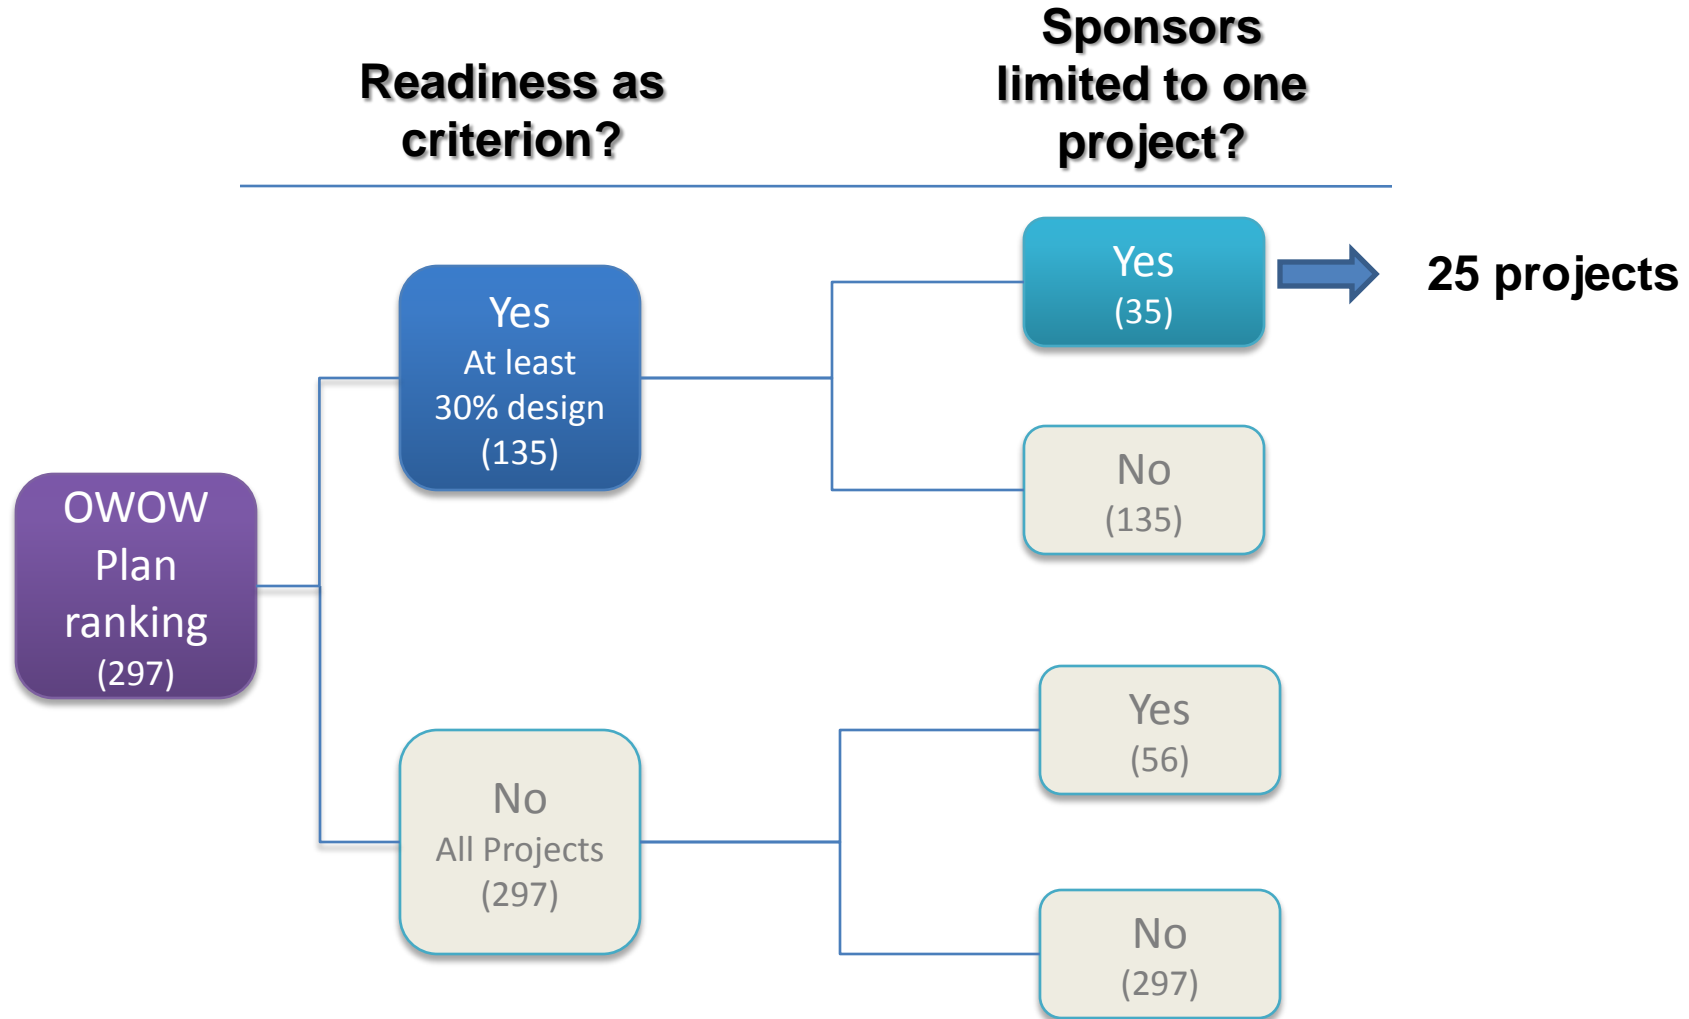 Readiness as
criterion?
Sponsors
limited to one
project?
OWOW
Plan
ranking
(297)
Yes
At least
30% design
(135)
No
All Projects
(297)
Yes
(35)
No
(135)
Yes
(56)
No
(297)
25 projects